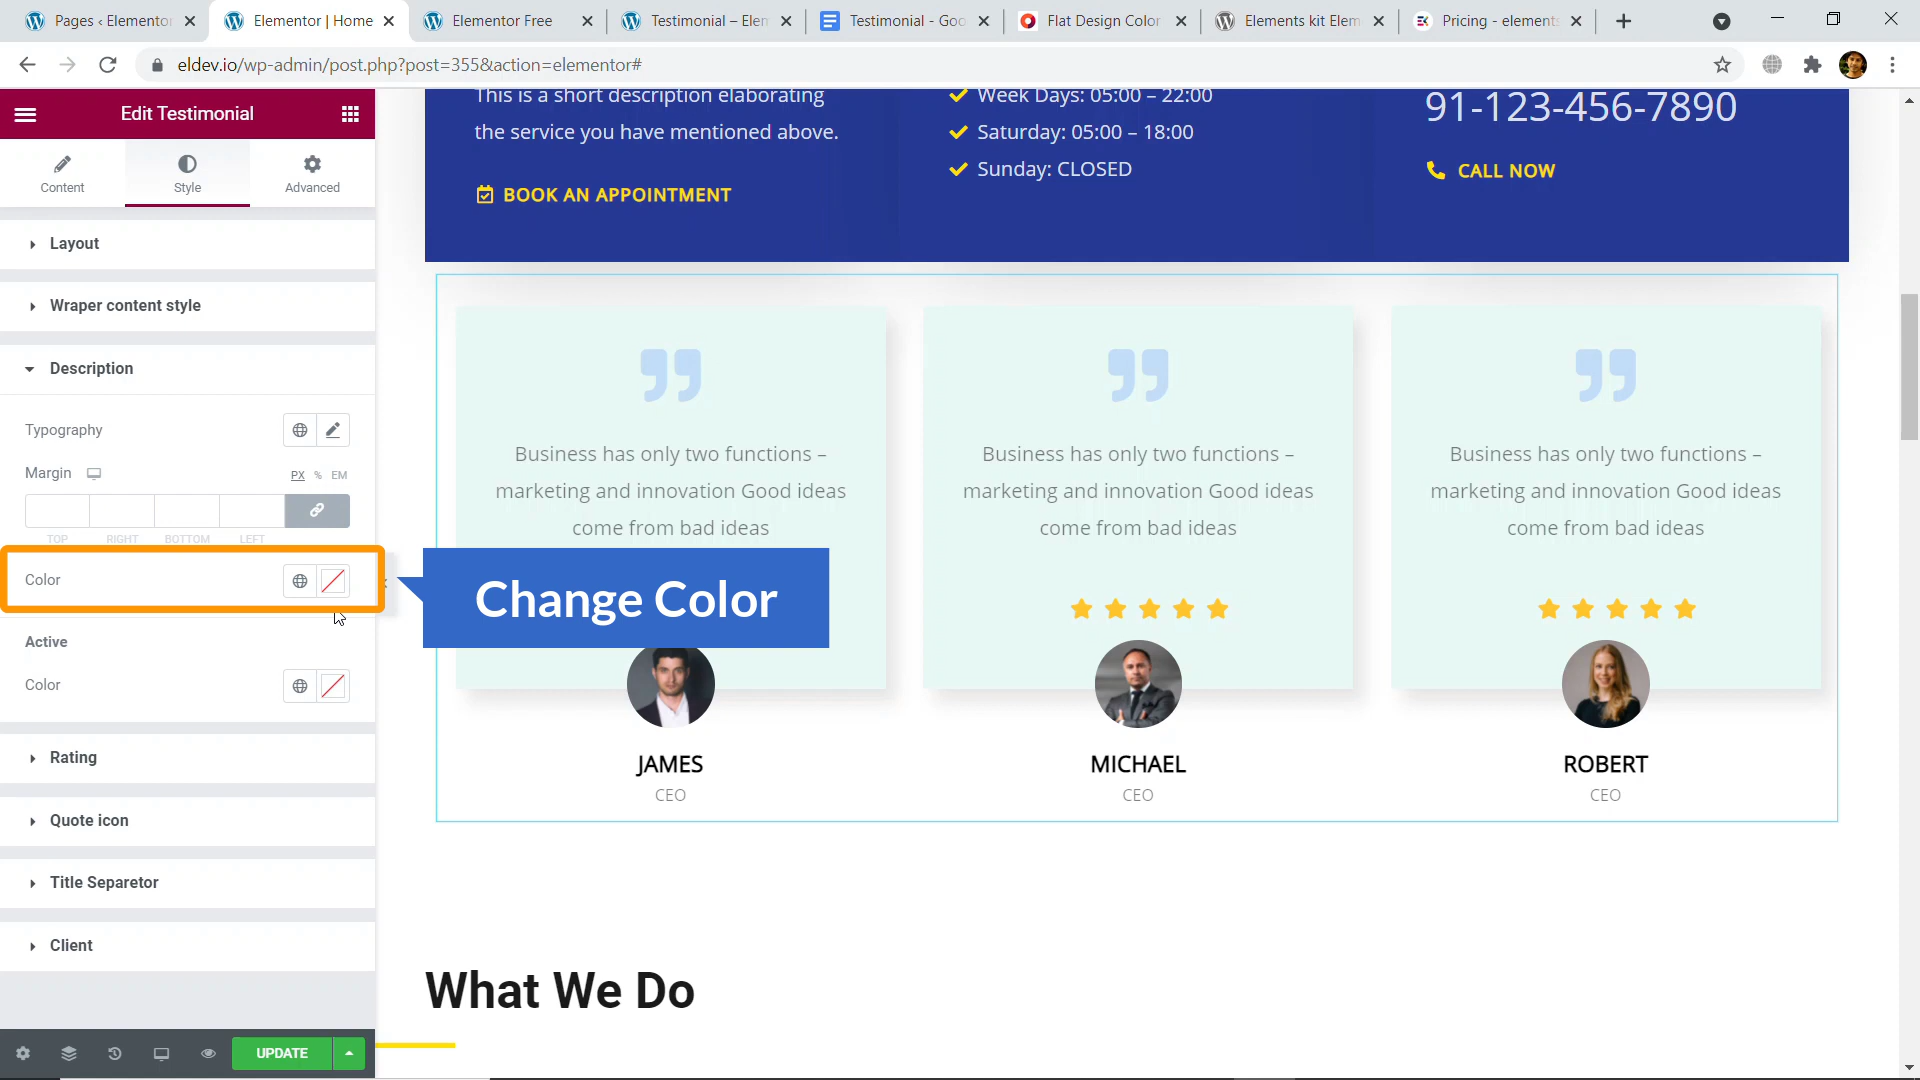 Pages ‹ Elementor
Elementor | Home
Elementor Free
Testimonial – Elem
Testimonial - Goo
Flat Design Color
Elements kit Elem
Pricing - elements
eldev.io/wp-admin/post.php?post=355&action=elementor#
Edit Testimonial
Content
Style
Advanced
Layout
Wraper content style
Description
Typography
Margin
PX % EM
TOP RIGHT BOTTOM LEFT
Color
Active
Color
Rating
Quote icon
Title Separetor
Client
UPDATE
This is a short description elaborating
the service you have mentioned above.
BOOK AN APPOINTMENT
Week Days: 05:00 – 22:00
Saturday: 05:00 – 18:00
Sunday: CLOSED
91-123-456-7890
CALL NOW
Business has only two functions –
marketing and innovation Good ideas
come from bad ideas
JAMES
CEO
Business has only two functions –
marketing and innovation Good ideas
come from bad ideas
MICHAEL
CEO
Business has only two functions –
marketing and innovation Good ideas
come from bad ideas
ROBERT
CEO
Change Color
What We Do